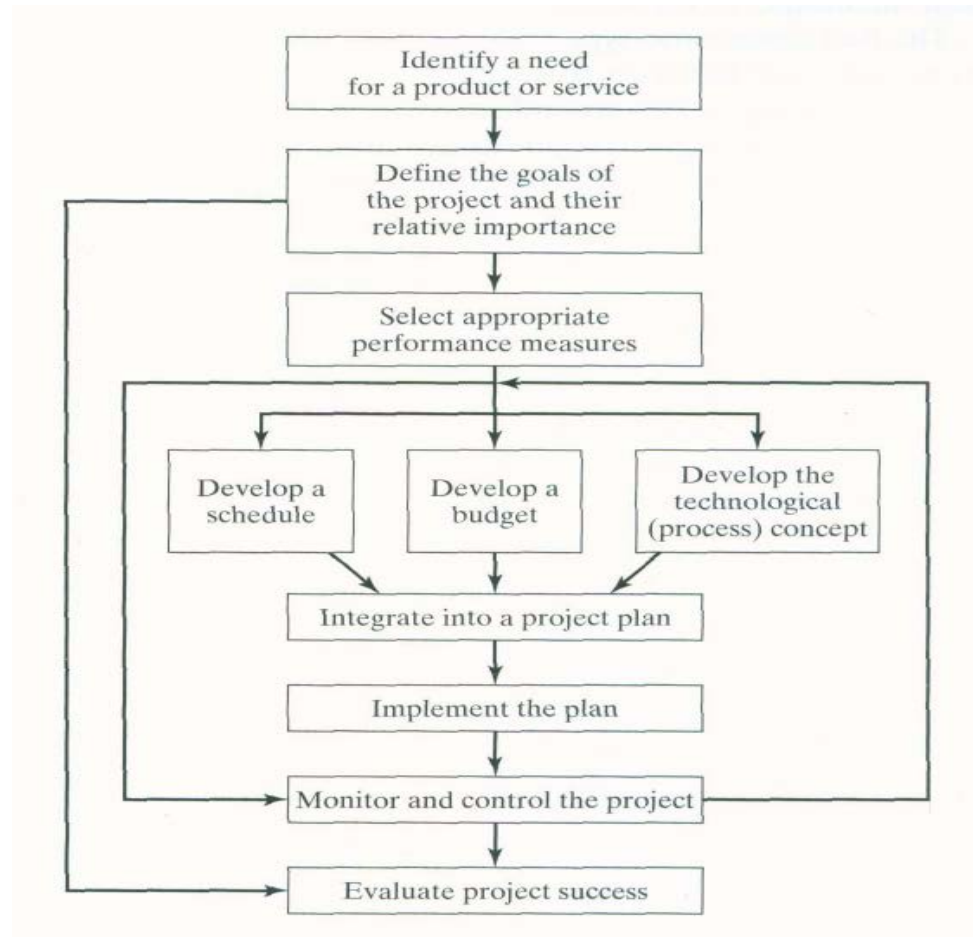 Identify a need
for a product or service
Define the goals of
the project and their
relative importance
Select appropriate
performance measures
Develop a
schedule
Develop a
budget
Develop the
technological
(process) concept
Integrate into a project plan
Implement the plan
Monitor and control the project
Evaluate project success